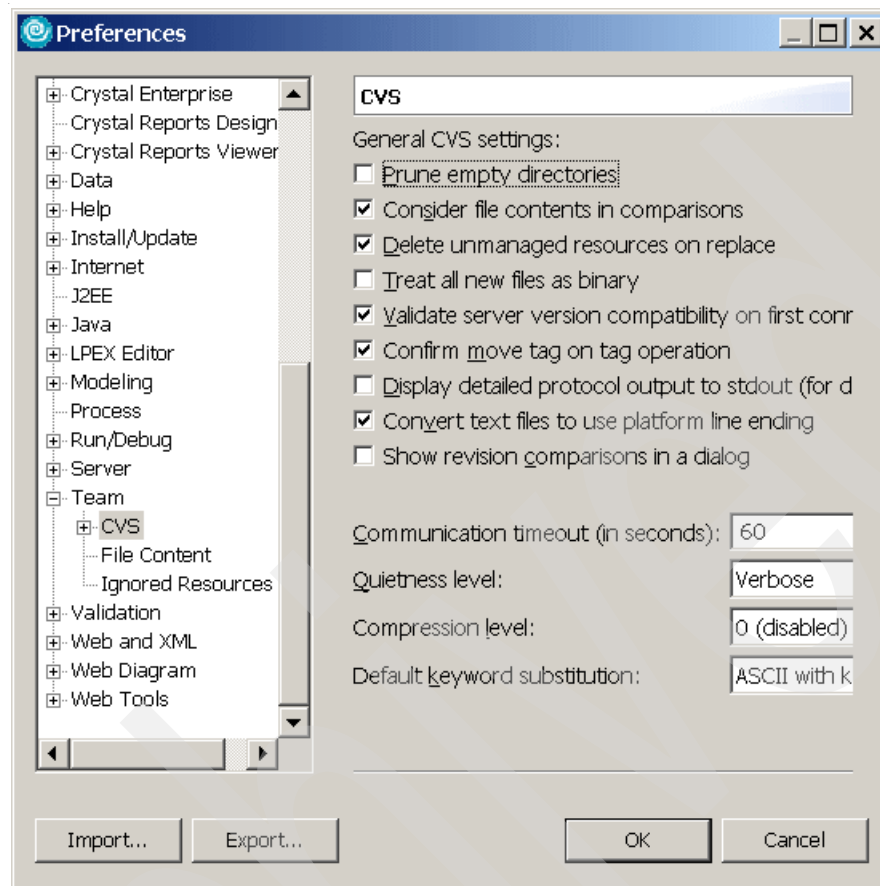 Preferences
Crystal Enterprise
Crystal Reports Design
Crystal Reports Viewer
Data
Help
Install/Update
Internet
J2EE
Java
LPEX Editor
Modeling
Process
Run/Debug
Server
Team
CVS
File Content
Ignored Resources
Validation
Web and XML
Web Diagram
Web Tools
CVS
General CVS settings:
Prune empty directories
Consider file contents in comparisons
Delete unmanaged resources on replace
Treat all new files as binary
Validate server version compatibility on first conr
Confirm move tag on tag operation
Display detailed protocol output to stdout (for d
Convert text files to use platform line ending
Show revision comparisons in a dialog
Communication timeout (in seconds): 60
Quietness level: Verbose
Compression level: 0 (disabled)
Default keyword substitution: ASCII with k
Import... Export... OK Cancel